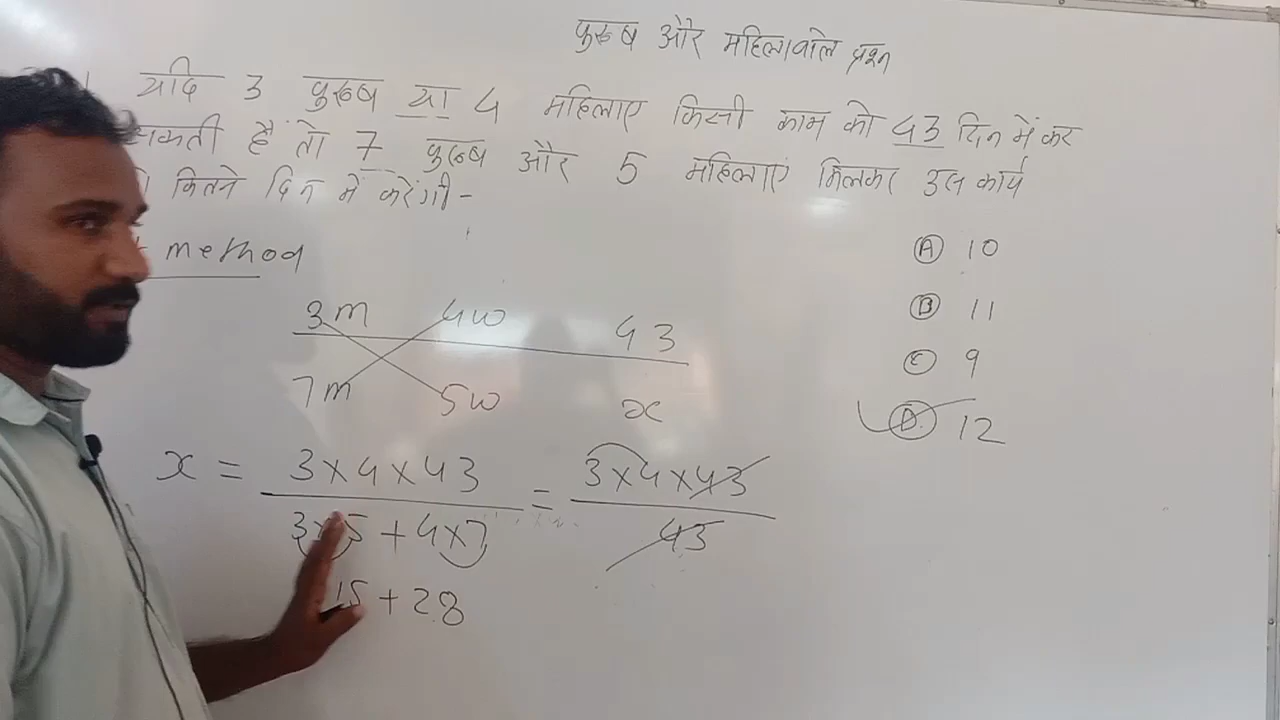 पुरूष और महिलावाले प्रश्न
यदि 3 पुरूष या 4 महिलाए किसी काम को 43 दिन में कर
सकती हैं तो 7 पुरूष और 5 महिलाएं मिलकर उस कार्य
कितने दिन में करेंगी -
method
3m 4w 43
7m 5w x
x = 3×4×43 / 3×5 + 4×7 = 3×4×43 / 43
15 + 28
Ⓐ 10
Ⓑ 11
Ⓒ 9
Ⓓ 12